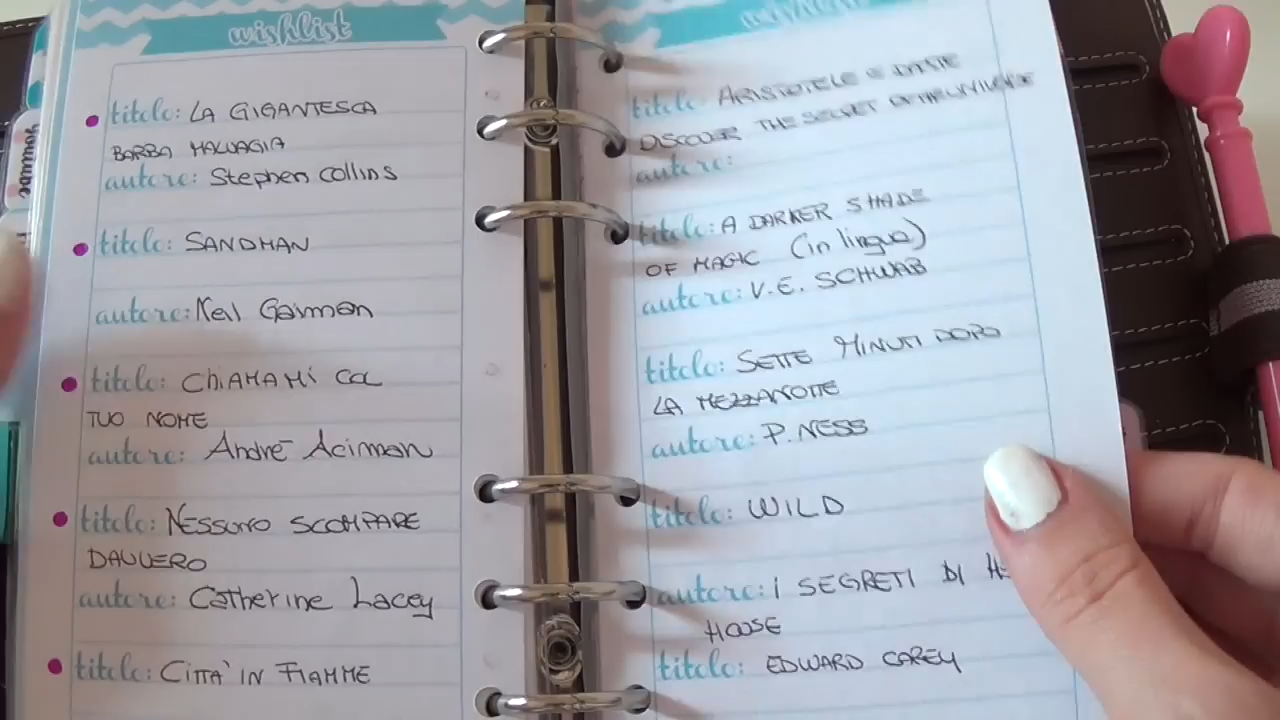 wishlist
titolo: LA GIGANTESCA
BARBA MALVAGIA
autore: Stephen Collins
titolo: SANDMAN
autore: Neil Gaiman
titolo: CHIAMAMI COL
TUO NOME
autore: André Aciman
titolo: NESSUNO SCOMPARE
DAVVERO
autore: Catherine Lacey
titolo: CITTÀ IN FIAMME
wishlist
titolo: ARISTOTELE E DANTE
DISCOVER THE SECRET OF THE UNIVERSE
autore:
titolo: A DARKER SHADE
OF MAGIC (in lingua)
autore: V.E. SCHWAB
titolo: SETTE MINUTI DOPO
LA MEZZANOTTE
autore: P. NESS
titolo: WILD
autore: I SEGRETI DI
HOUSE
titolo: EDWARD CAREY
youtube